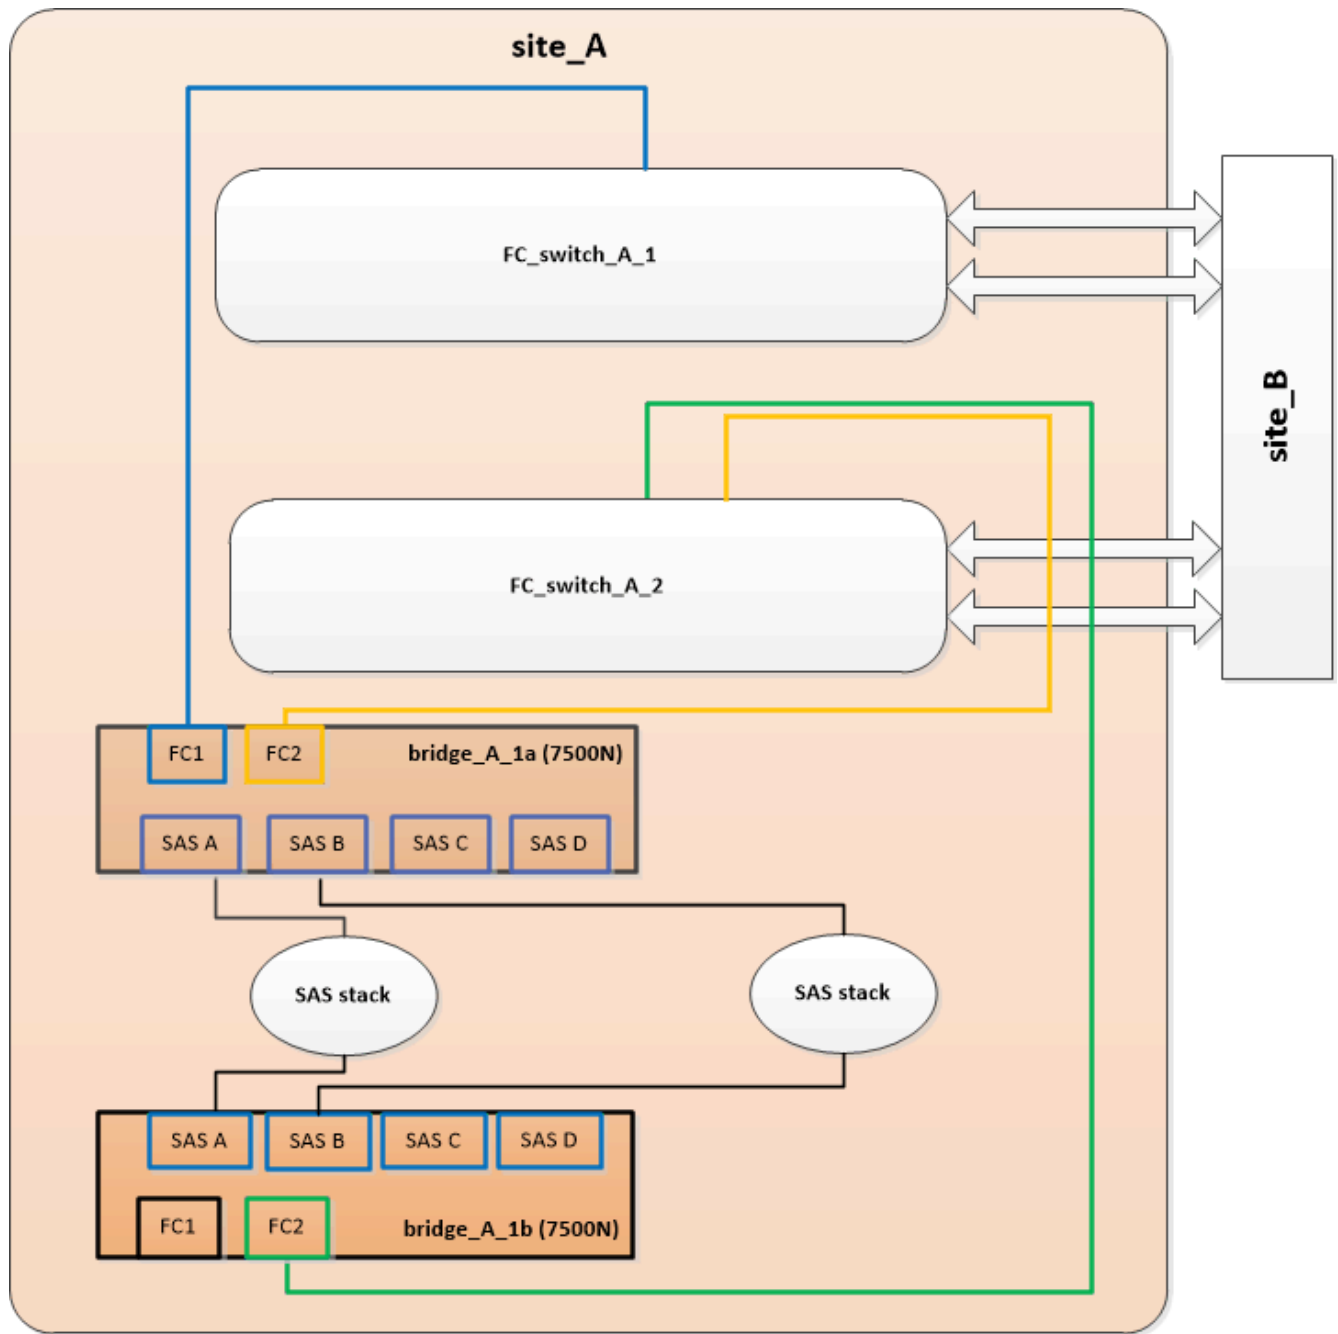 site_A
FC_switch_A_1
site_B
FC_switch_A_2
FC1 FC2 bridge_A_1a (7500N)
SAS A SAS B SAS C SAS D
SAS stack SAS stack
SAS A SAS B SAS C SAS D
FC1 FC2 bridge_A_1b (7500N)